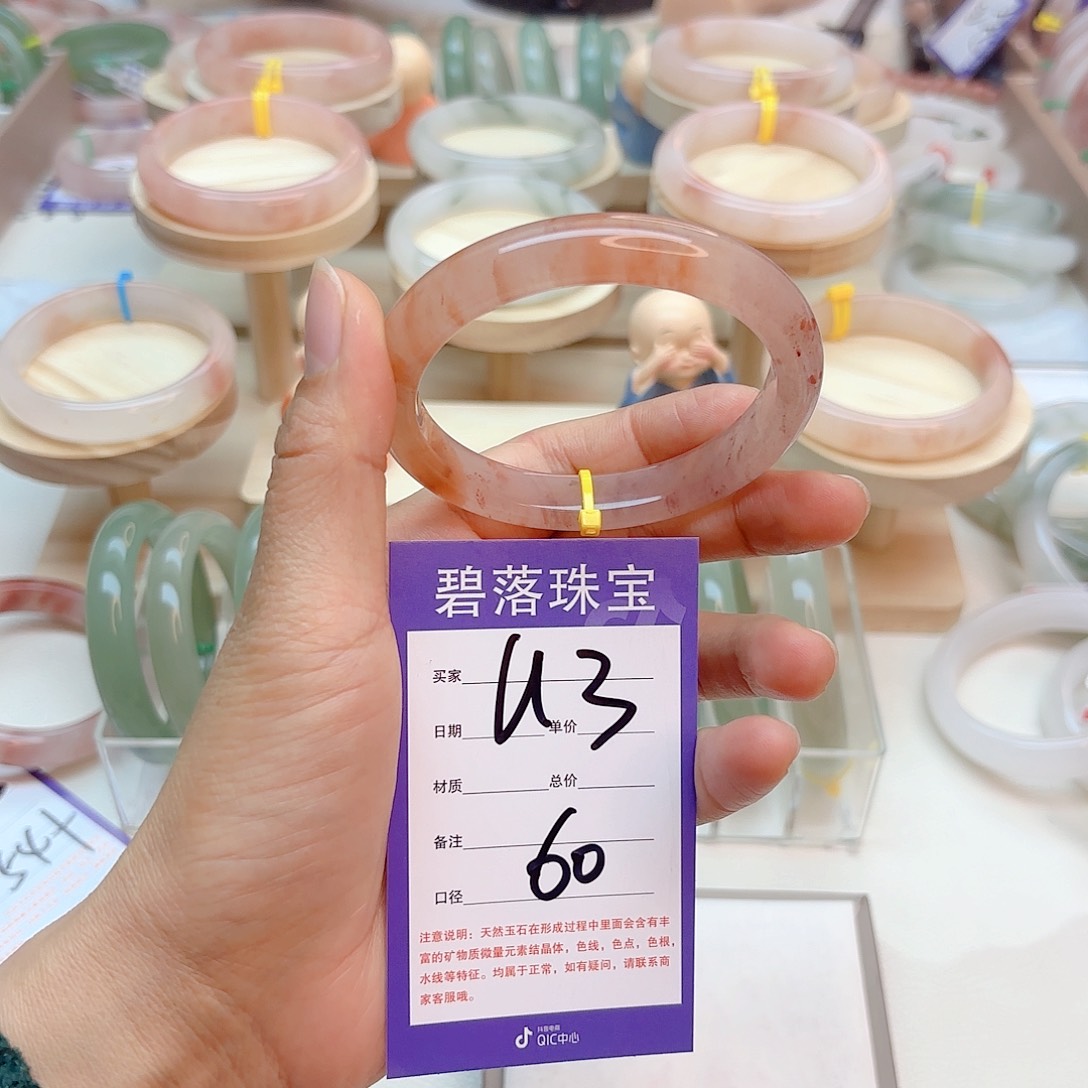 碧落珠宝
U3
买家
日期 单价
材质 总价
备注
60
口径
注意说明：天然玉石在形成过程中里面会含有丰
富的矿物质微量元素结晶体，色线，色点，色根，
水线等特征。均属于正常，如有疑问，请联系商
家客服哦。
抖音电商
QIC中心